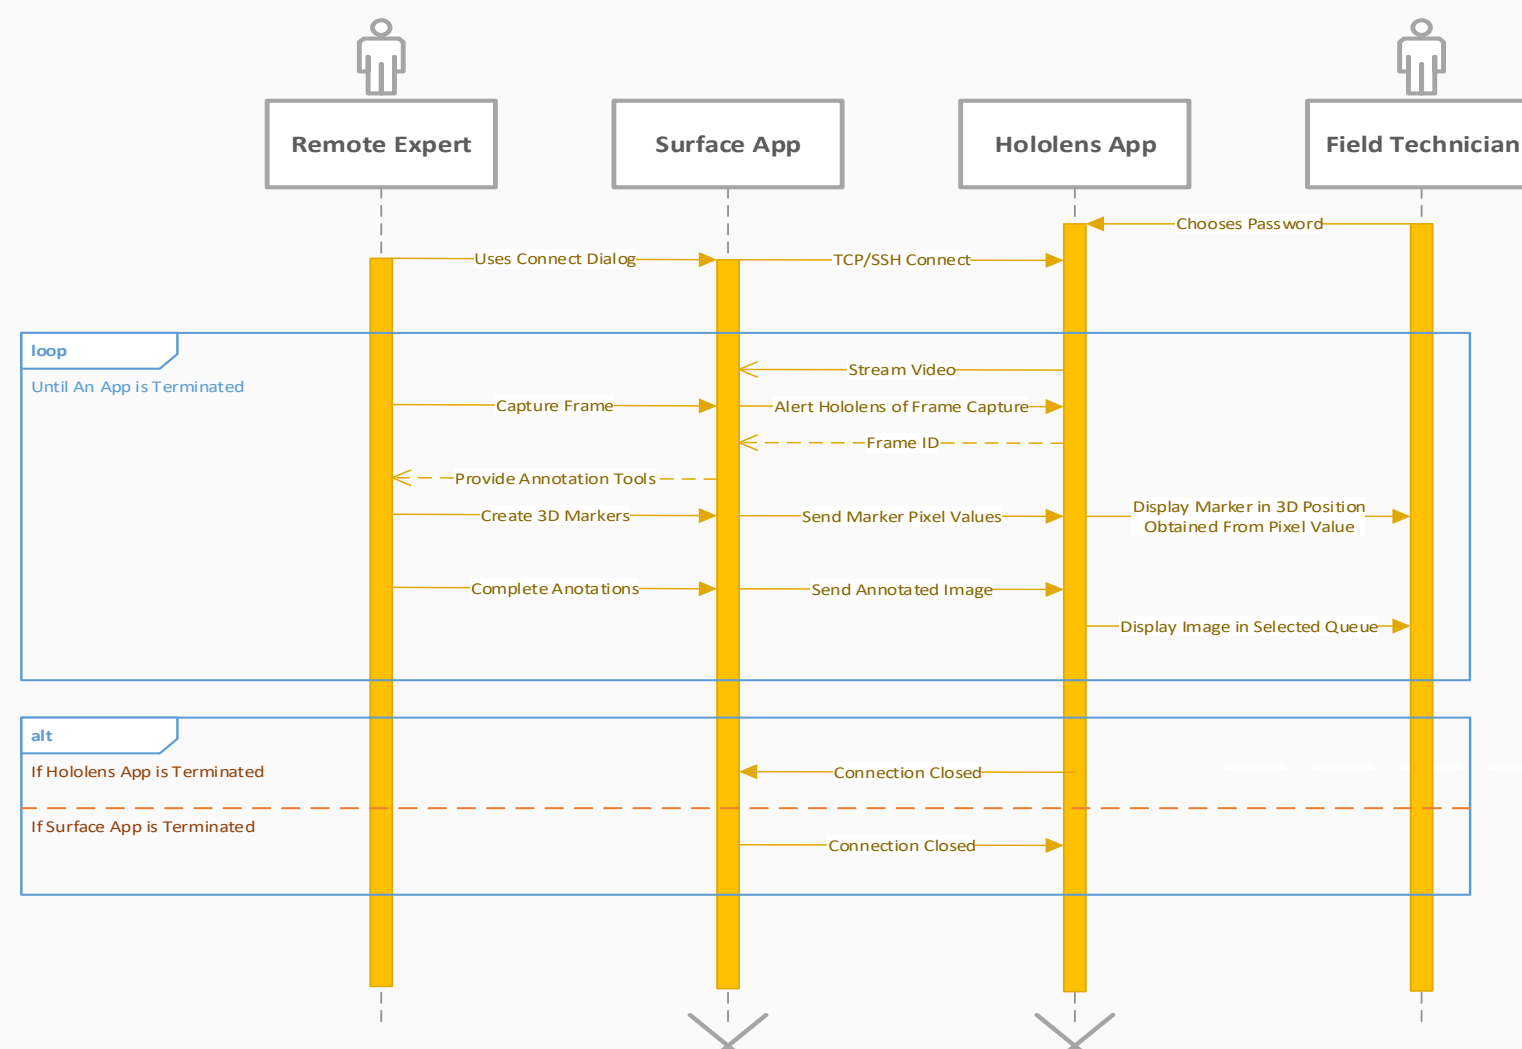 Remote Expert
Surface App
Hololens App
Field Technician
Chooses Password
Uses Connect Dialog
TCP/SSH Connect
loop
Until An App is Terminated
Stream Video
Capture Frame
Alert Hololens of Frame Capture
Frame ID
Provide Annotation Tools
Create 3D Markers
Send Marker Pixel Values
Display Marker in 3D Position
Obtained From Pixel Value
Complete Anotations
Send Annotated Image
Display Image in Selected Queue
alt
If Hololens App is Terminated
Connection Closed
If Surface App is Terminated
Connection Closed